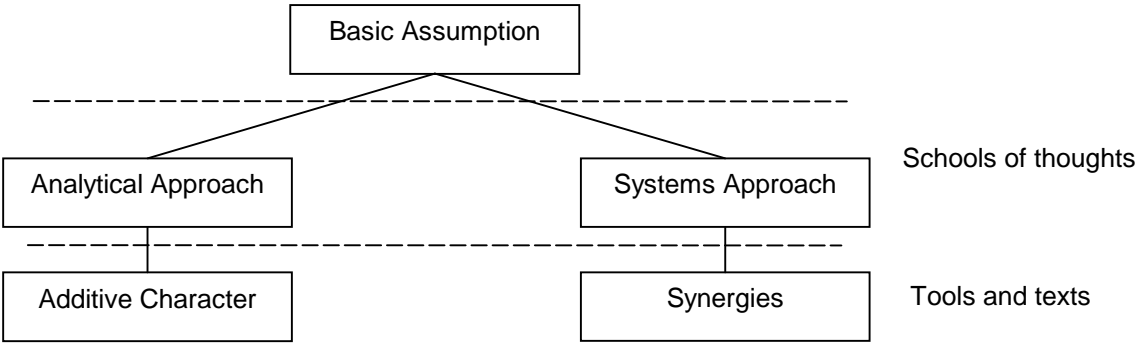 Basic Assumption
Schools of thoughts
Analytical Approach
Systems Approach
Additive Character
Synergies
Tools and texts